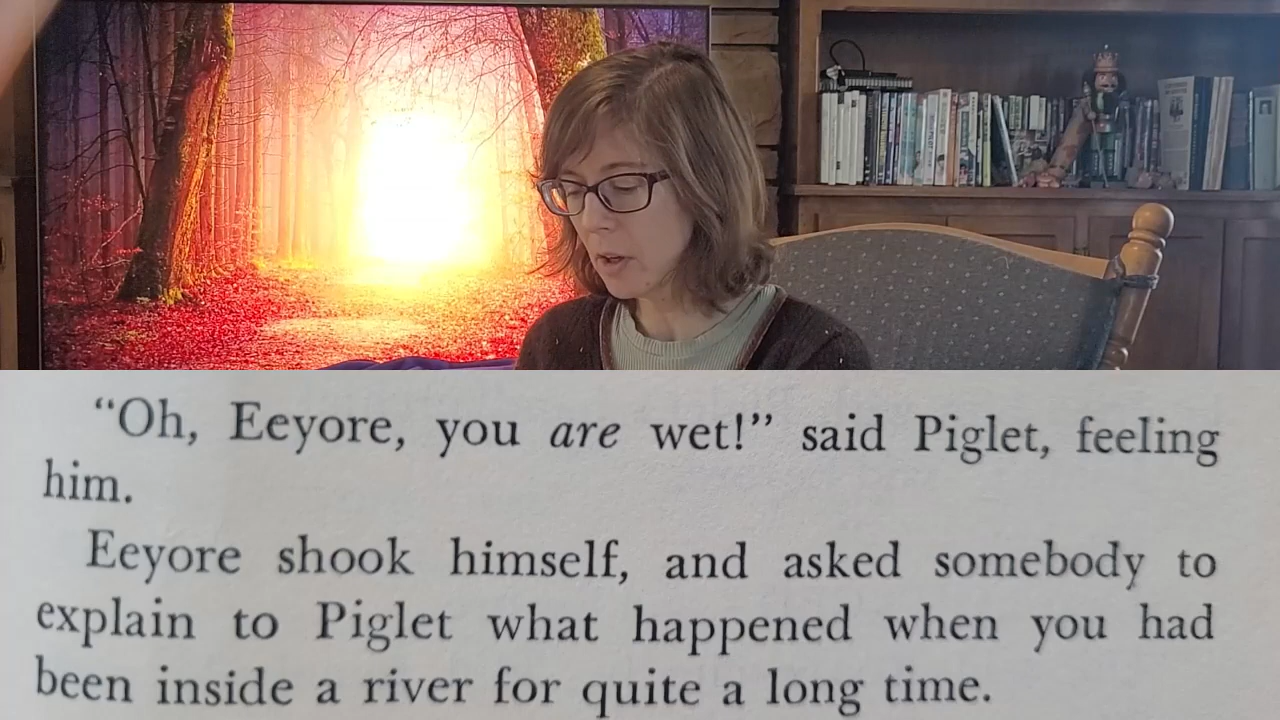 “Oh, Eeyore, you are wet!” said Piglet, feeling
him.
Eeyore shook himself, and asked somebody to
explain to Piglet what happened when you had
been inside a river for quite a long time.